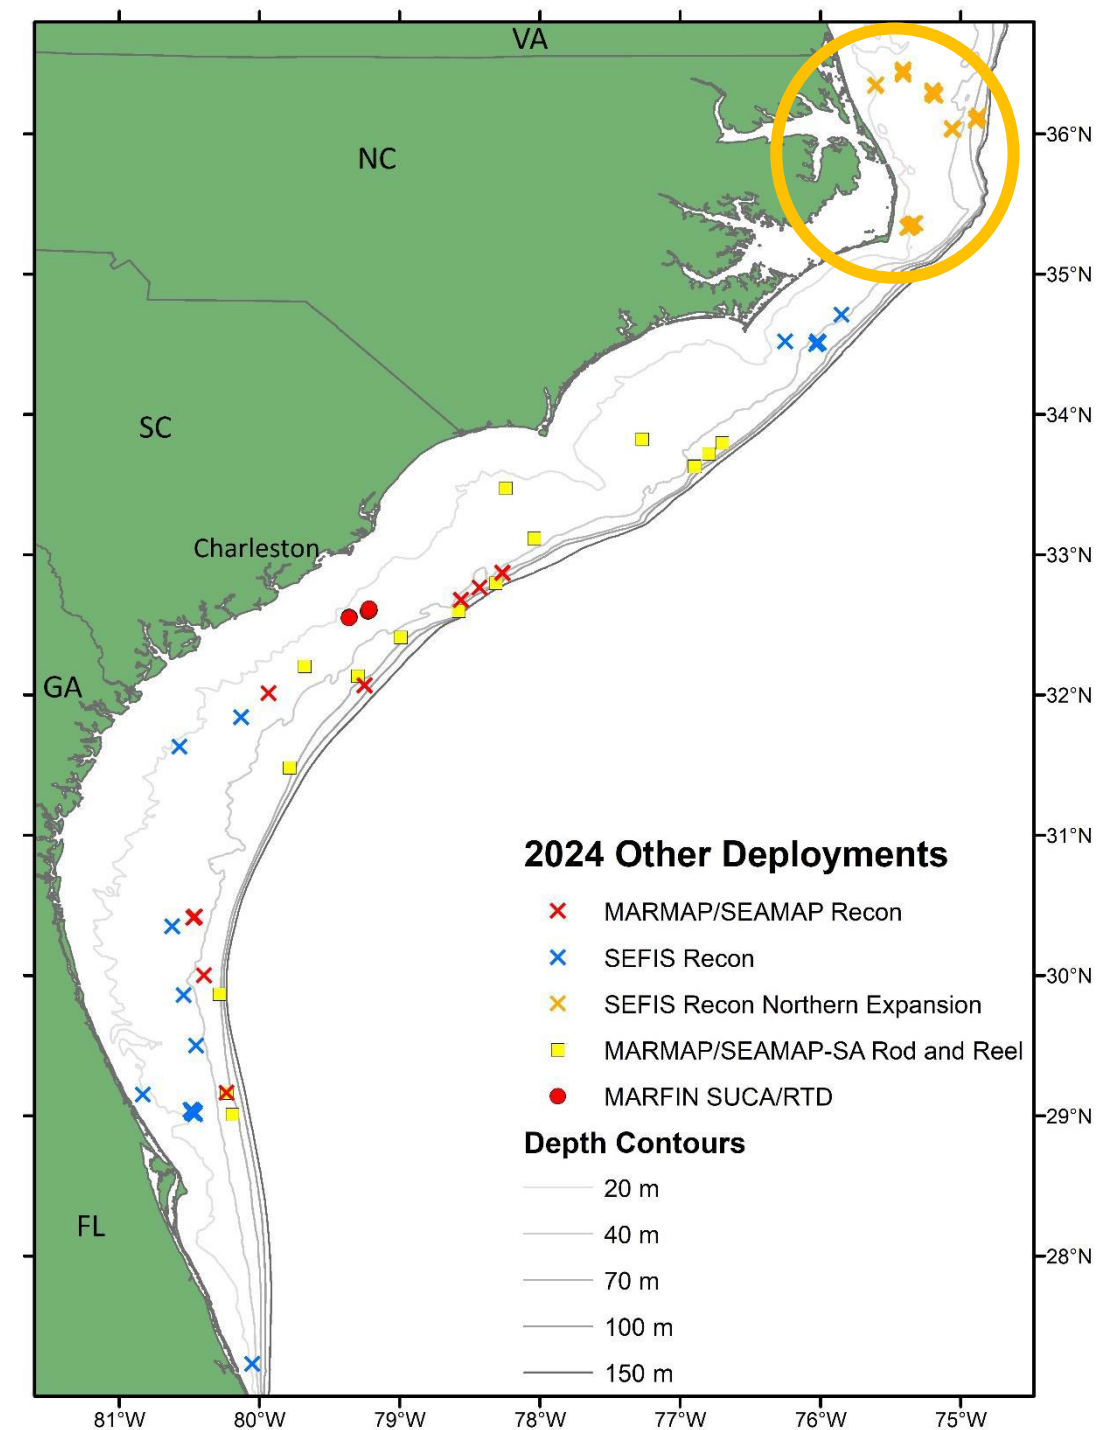 VA
36°N
NC
35°N
34°N
SC
Charleston
33°N
GA
32°N
31°N
2024 Other Deployments
MARMAP/SEAMAP Recon
SEFIS Recon
30°N
SEFIS Recon Northern Expansion
MARMAP/SEAMAP-SA Rod and Reel
MARFIN SUCA/RTD
29°N
Depth Contours
20 m
FL
40 m
28°N
70 m
100 m
150 m
81°W 80°W 79°W 78°W 77°W 76°W 75°W